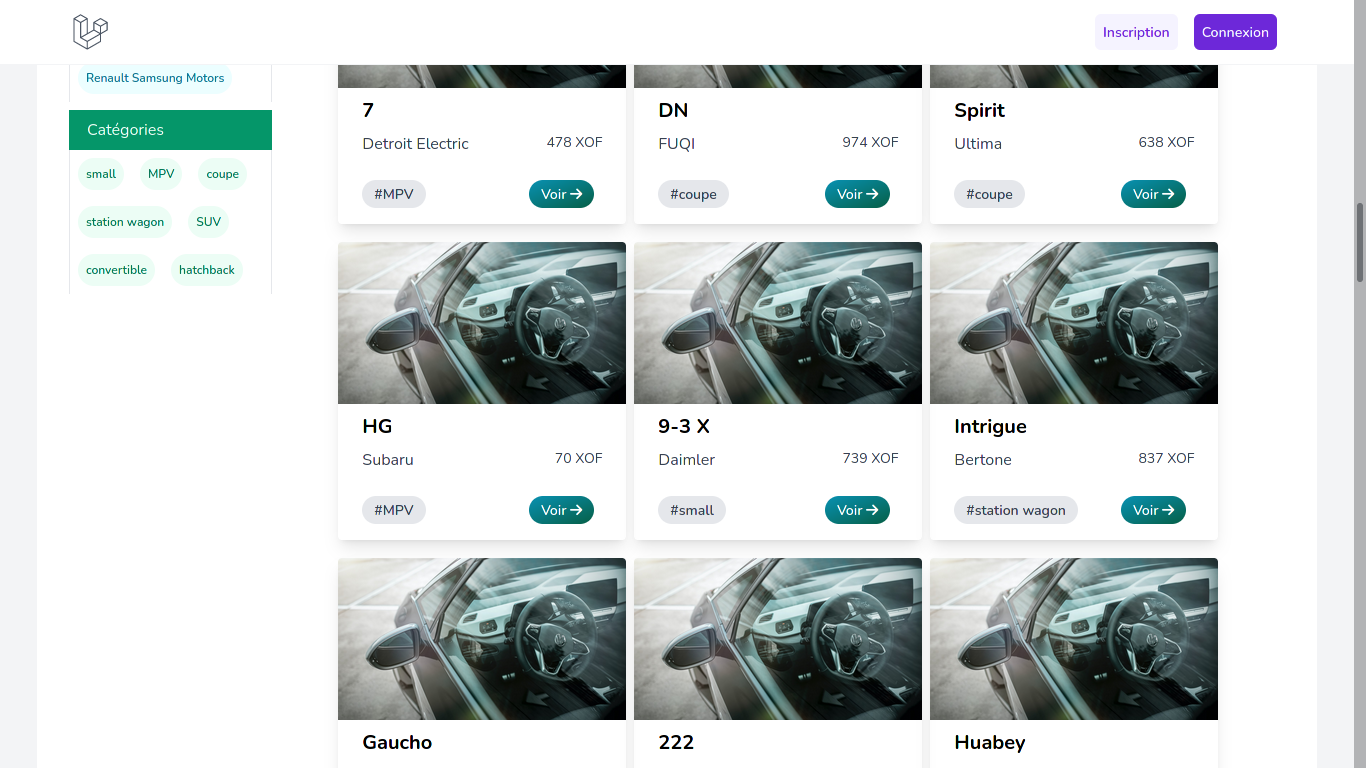 Inscription
Connexion
Renault Samsung Motors
Catégories
small MPV coupe
station wagon SUV
convertible hatchback
7
Detroit Electric 478 XOF
#MPV Voir
DN
FUQI 974 XOF
#coupe Voir
Spirit
Ultima 638 XOF
#coupe Voir
HG
Subaru 70 XOF
#MPV Voir
9-3 X
Daimler 739 XOF
#small Voir
Intrigue
Bertone 837 XOF
#station wagon Voir
Gaucho
222
Huabey